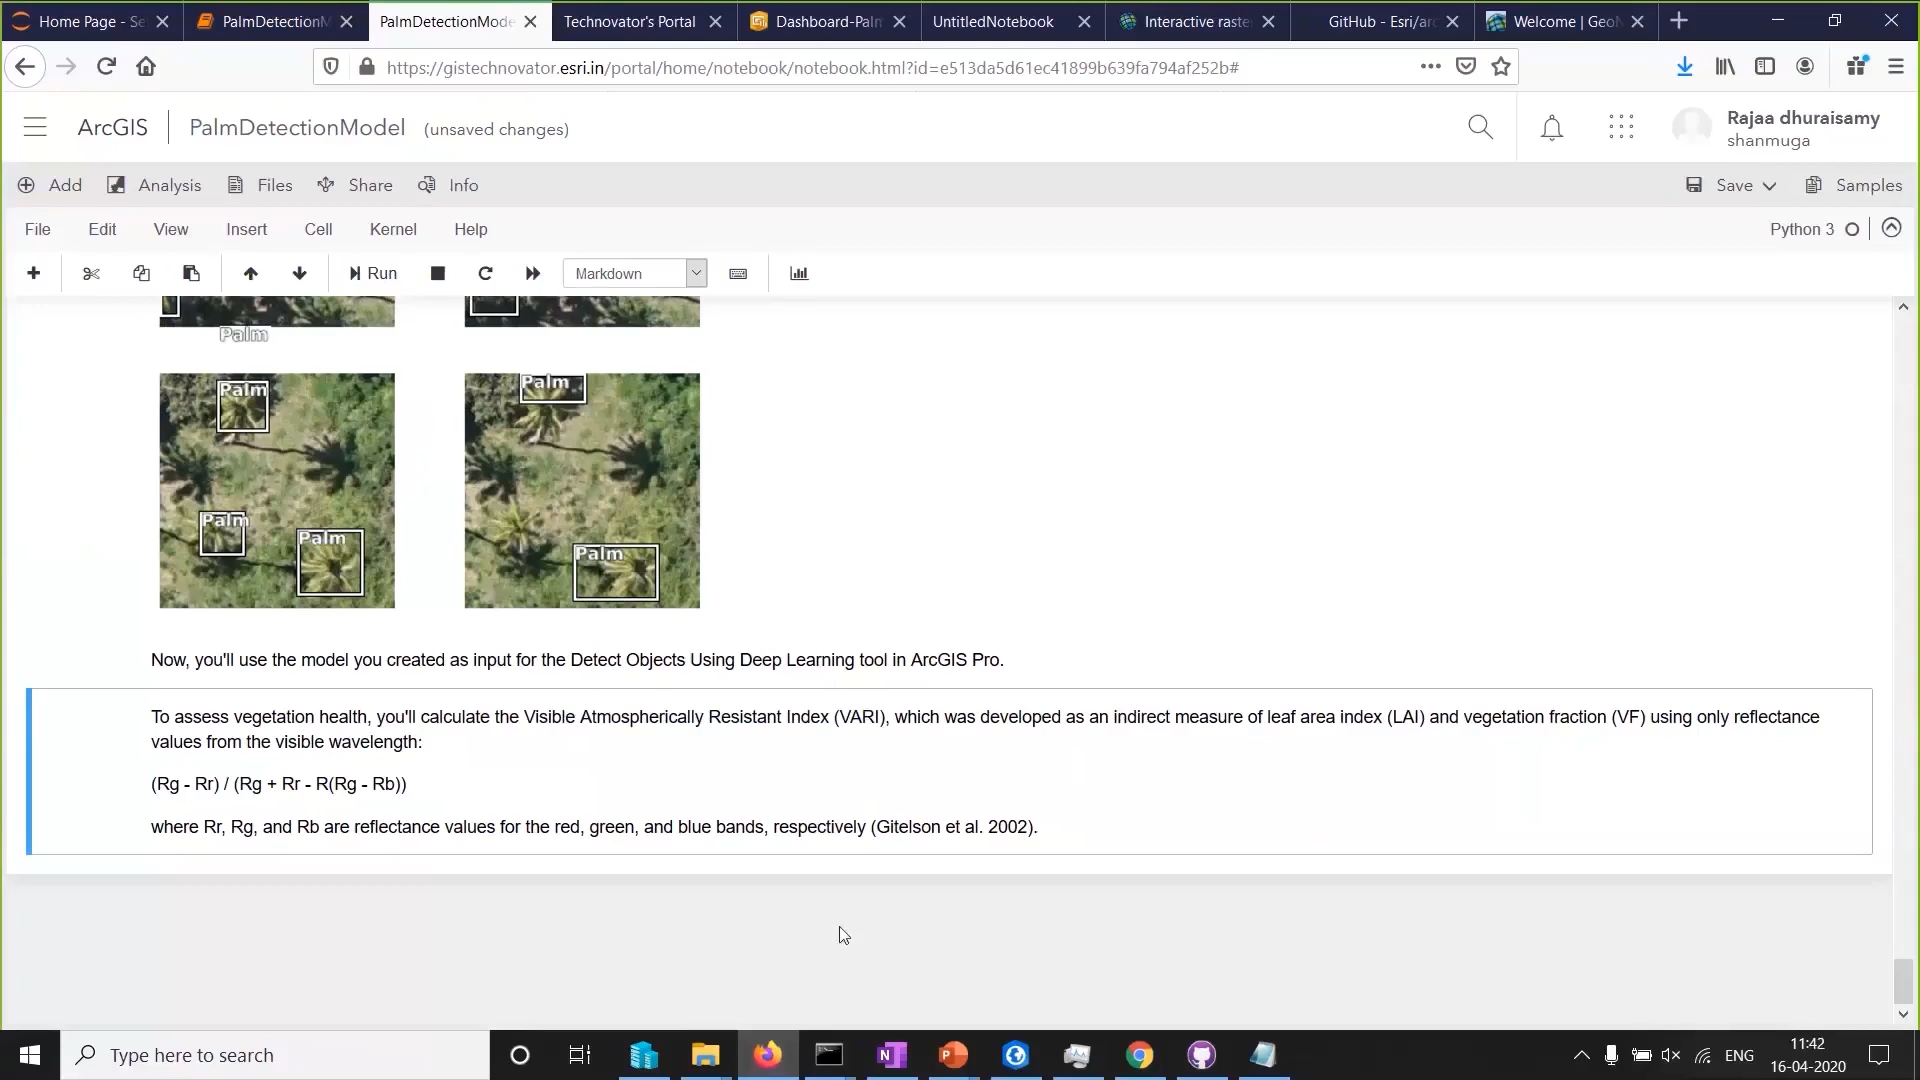 Home Page - Se
PalmDetectionM
PalmDetectionMode
Technovator's Portal
Dashboard-Palm
UntitledNotebook
Interactive raste
GitHub - Esri/arc
Welcome | GeoN
https://gistechnovator.esri.in/portal/home/notebook/notebook.html?id=e513da5d61ec41899b639fa794af252b#
ArcGIS
PalmDetectionModel (unsaved changes)
Rajaa dhuraisamy
shanmuga
Add Analysis Files Share Info Save Samples
File Edit View Insert Cell Kernel Help Python 3
Run Markdown
Palm
Palm Palm
Palm
Palm
Palm
Now, you'll use the model you created as input for the Detect Objects Using Deep Learning tool in ArcGIS Pro.
To assess vegetation health, you'll calculate the Visible Atmospherically Resistant Index (VARI), which was developed as an indirect measure of leaf area index (LAI) and vegetation fraction (VF) using only reflectance
values from the visible wavelength:
(Rg - Rr) / (Rg + Rr - R(Rg - Rb))
where Rr, Rg, and Rb are reflectance values for the red, green, and blue bands, respectively (Gitelson et al. 2002).
Type here to search
ENG
11:42
16-04-2020